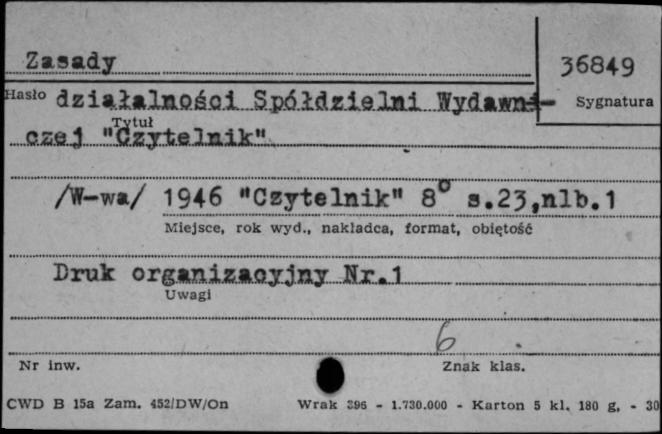 Zasady
36849
Hasło działalności Spółdzielni Wydawni-
Sygnatura
Tytuł
czej "Czytelnik"
/W-wa/ 1946 "Czytelnik" 8° s.23,nlb.1
Miejsce, rok wyd., nakładca, format, objętość
Druk organizacyjny Nr.1
Uwagi
6
Nr inw.
Znak klas.
CWD B 15a Zam. 452/DW/On Wrak 396 - 1.730.000 - Karton 5 kl. 180 g. - 30